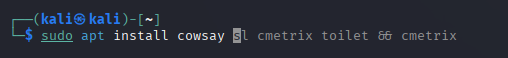 ┌──(kali㉿kali)-[~]
└─$ sudo apt install cowsay sl cmetrix toilet && cmetrix